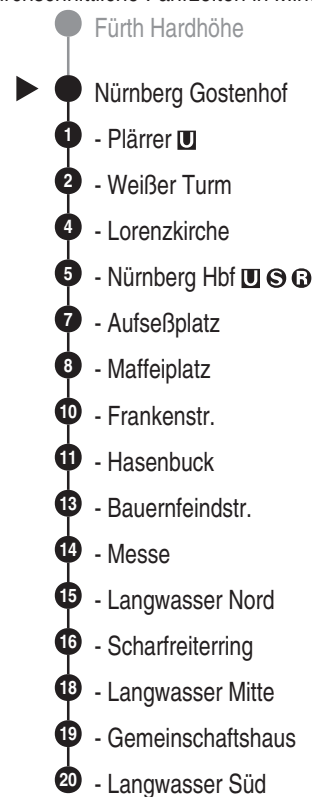 Fürth Hardhöhe
Nürnberg Gostenhof
1 - Plärrer U
2 - Weißer Turm
4 - Lorenzkirche
5 - Nürnberg Hbf U S R
7 - Aufseßplatz
8 - Maffeiplatz
10 - Frankenstr.
11 - Hasenbuck
13 - Bauernfeindstr.
14 - Messe
15 - Langwasser Nord
16 - Scharfreiterring
18 - Langwasser Mitte
19 - Gemeinschaftshaus
20 - Langwasser Süd